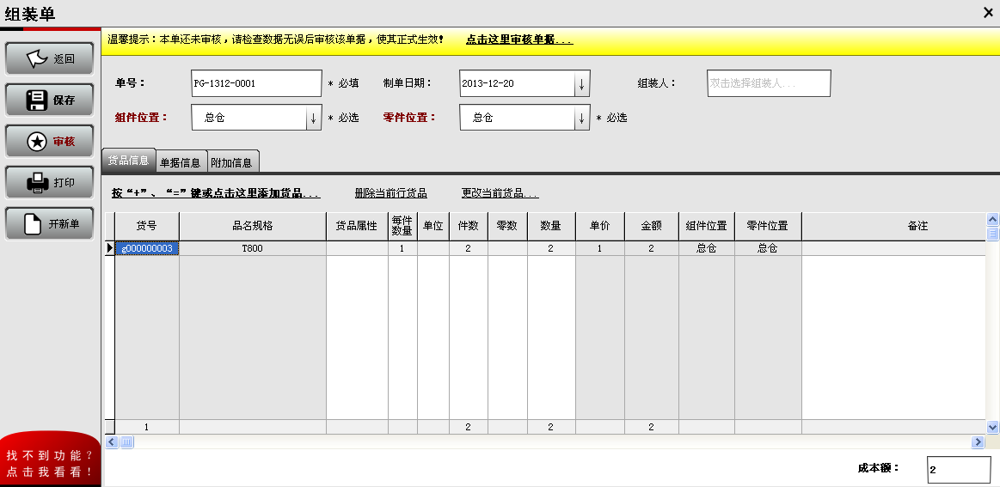 组装单
温馨提示：本单还未审核，请检查数据无误后审核该单据，使其正式生效！ 点击这里审核单据...
返回
保存
审核
打印
开新单
单号： PG-1312-0001 * 必填 制单日期： 2013-12-20 组装人： 双击选择组装人...
组件位置： 总仓 * 必选 零件位置： 总仓 * 必选
货品信息 单据信息 附加信息
按“+”、“=”键或点击这里添加货品... 删除当前行货品 更改当前货品...
货号 品名规格 货品属性 每件数量 单位 件数 零数 数量 单价 金额 组件位置 零件位置 备注
g000000003 T800 1 2 2 1 2 总仓 总仓
1 2 2 2
找不到功能？
点击我看看！
成本额： 2